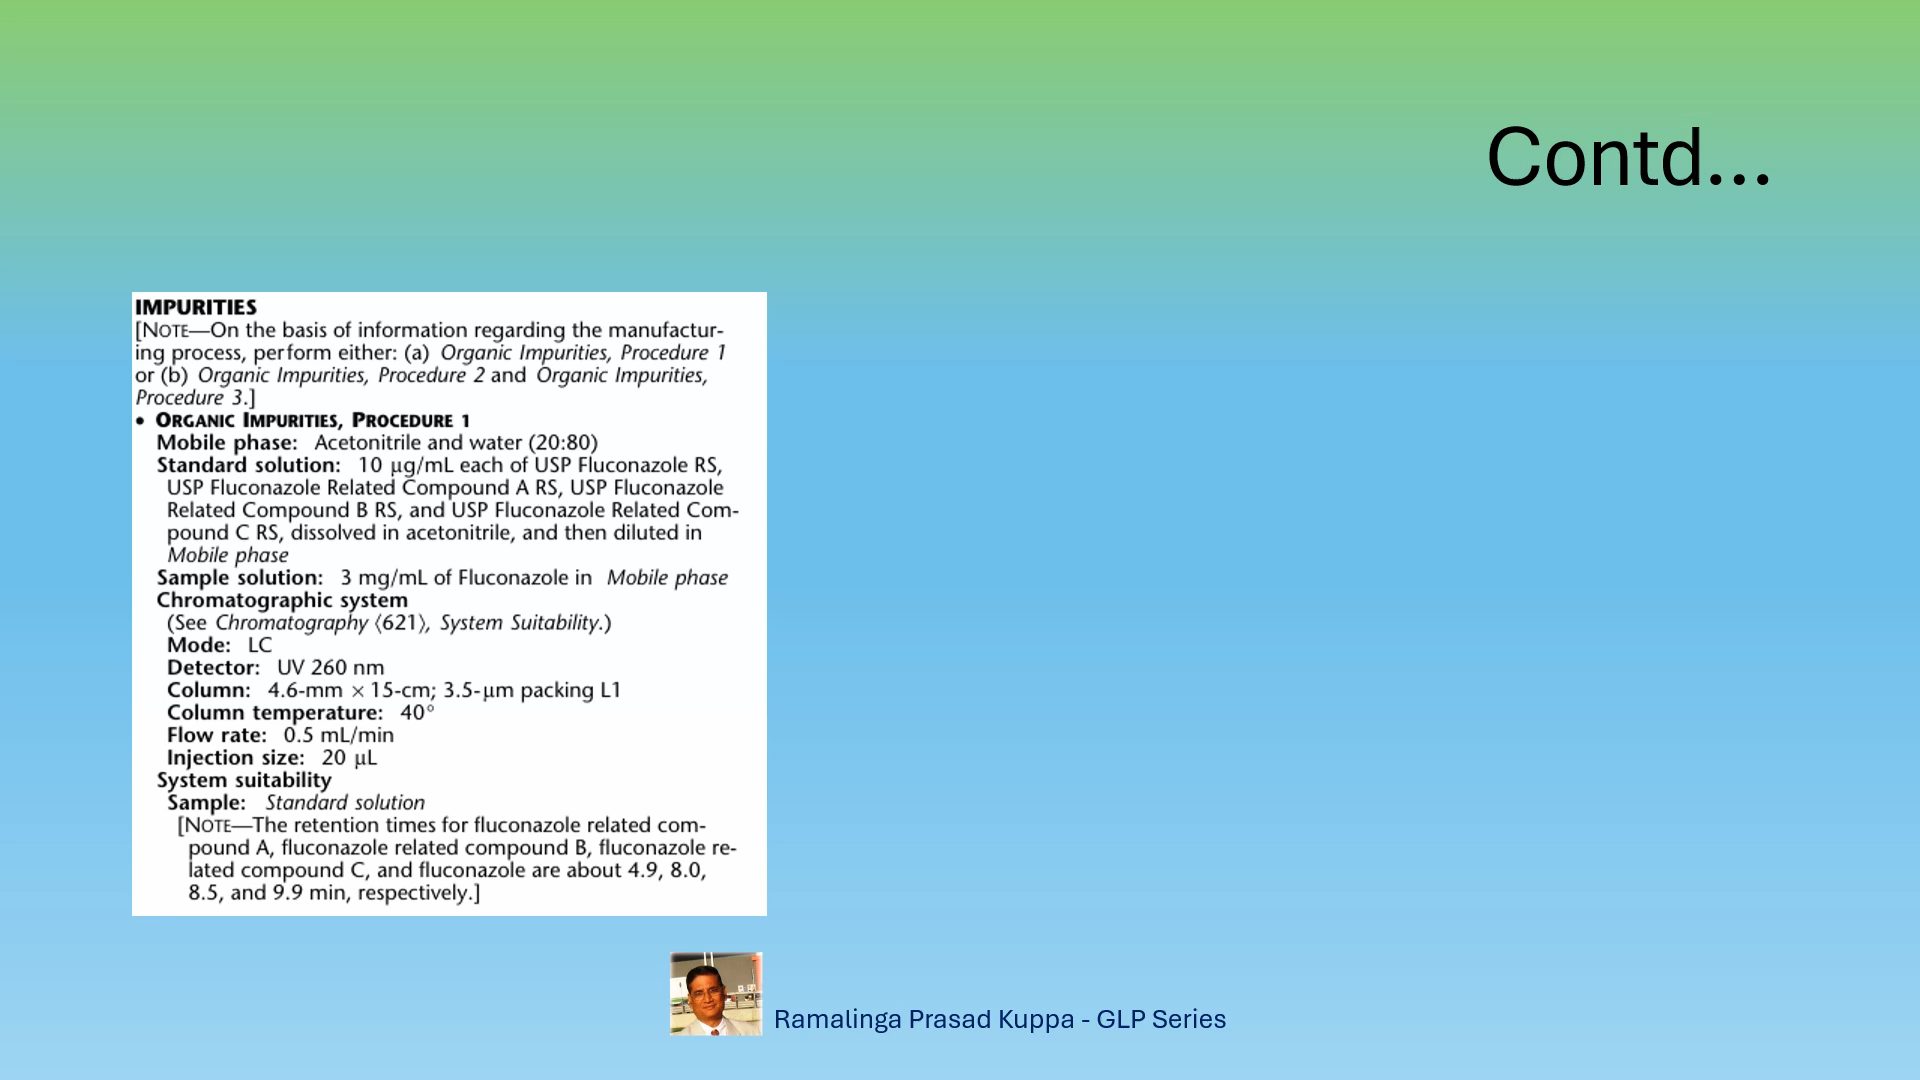 Contd...
IMPURITIES
[NOTE—On the basis of information regarding the manufactur-
ing process, perform either: (a) Organic Impurities, Procedure 1
or (b) Organic Impurities, Procedure 2 and Organic Impurities,
Procedure 3.]
• ORGANIC IMPURITIES, PROCEDURE 1
Mobile phase: Acetonitrile and water (20:80)
Standard solution: 10 µg/mL each of USP Fluconazole RS,
USP Fluconazole Related Compound A RS, USP Fluconazole
Related Compound B RS, and USP Fluconazole Related Com-
pound C RS, dissolved in acetonitrile, and then diluted in
Mobile phase
Sample solution: 3 mg/mL of Fluconazole in Mobile phase
Chromatographic system
(See Chromatography ⟨621⟩, System Suitability.)
Mode: LC
Detector: UV 260 nm
Column: 4.6-mm × 15-cm; 3.5-µm packing L1
Column temperature: 40°
Flow rate: 0.5 mL/min
Injection size: 20 µL
System suitability
Sample: Standard solution
[NOTE—The retention times for fluconazole related com-
pound A, fluconazole related compound B, fluconazole re-
lated compound C, and fluconazole are about 4.9, 8.0,
8.5, and 9.9 min, respectively.]
Ramalinga Prasad Kuppa - GLP Series